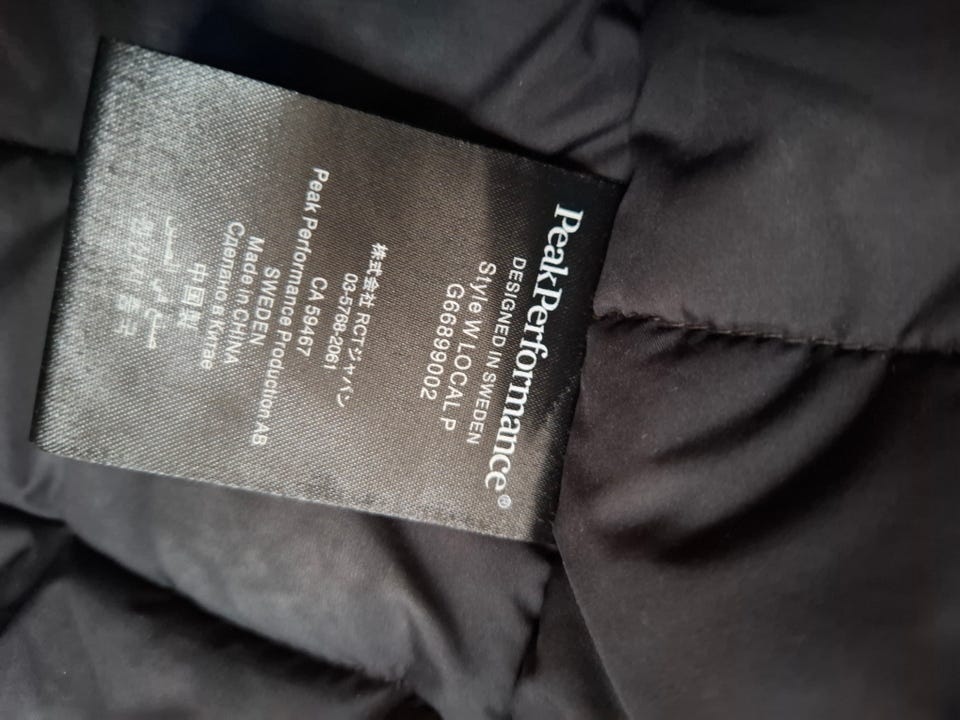 PeakPerformance®
DESIGNED IN SWEDEN
Style W LOCAL P
G66899002
株式会社 RCTジャパン
03-5768-2061
CA 59467
Peak Performance Production AB
SWEDEN
Made in CHINA
Сделано в Китае
中国製